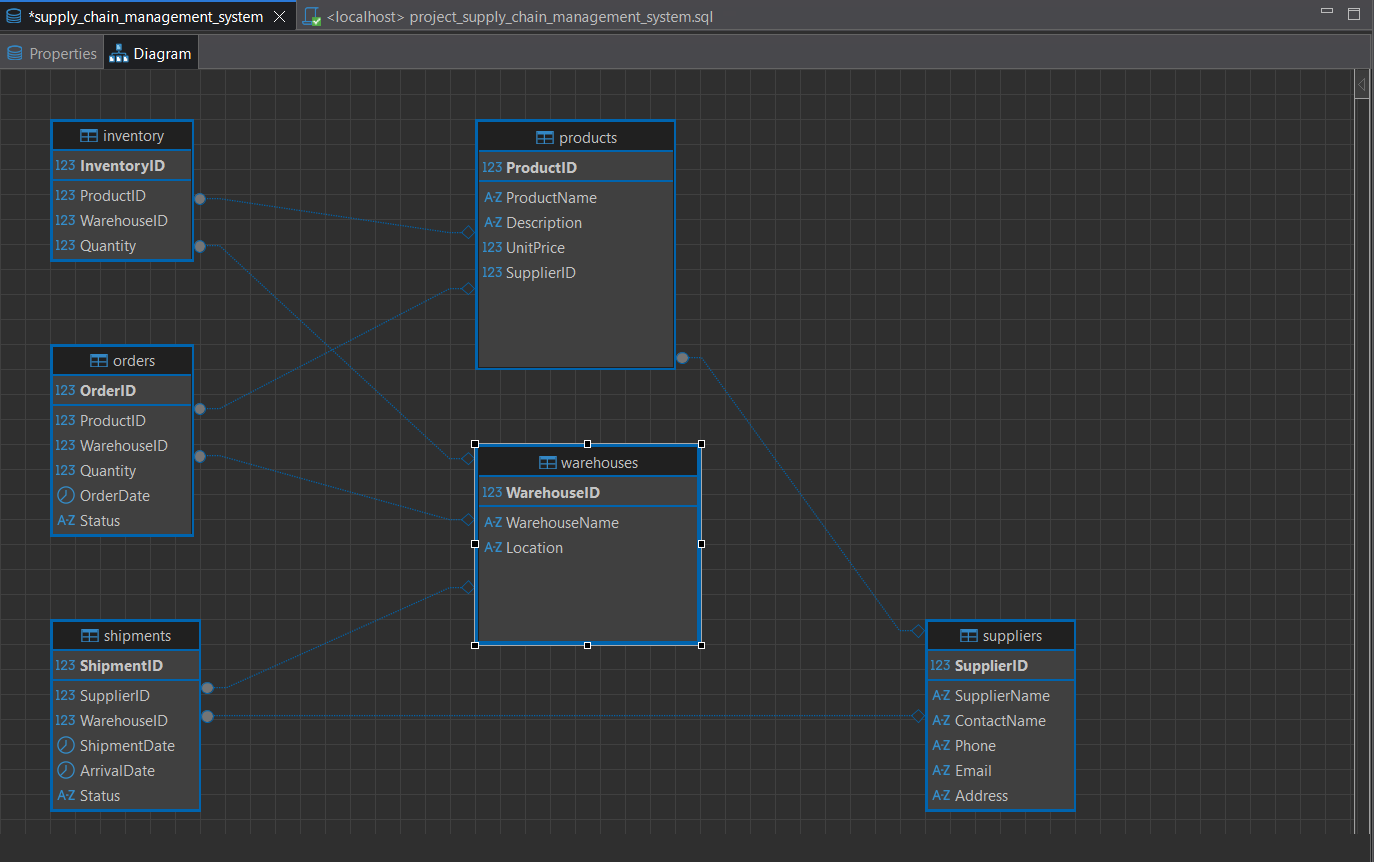 *supply_chain_management_system
<localhost> project_supply_chain_management_system.sql
Properties
Diagram
inventory
123 InventoryID
123 ProductID
123 WarehouseID
123 Quantity
products
123 ProductID
A-Z ProductName
A-Z Description
123 UnitPrice
123 SupplierID
orders
123 OrderID
123 ProductID
123 WarehouseID
123 Quantity
OrderDate
A-Z Status
warehouses
123 WarehouseID
A-Z WarehouseName
A-Z Location
shipments
123 ShipmentID
123 SupplierID
123 WarehouseID
ShipmentDate
ArrivalDate
A-Z Status
suppliers
123 SupplierID
A-Z SupplierName
A-Z ContactName
A-Z Phone
A-Z Email
A-Z Address